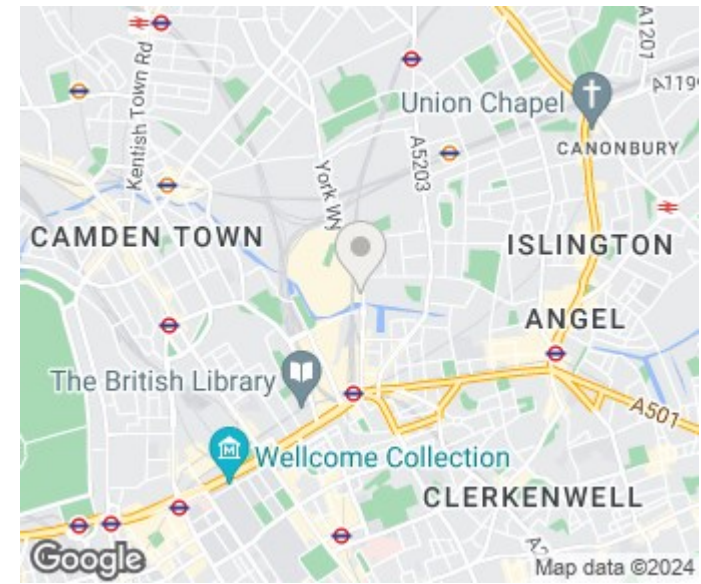 A1201
Kentish Town Rd
Union Chapel
A119
A5203
CANONBURY
York Wy
CAMDEN TOWN
ISLINGTON
ANGEL
The British Library
A501
Wellcome Collection
CLERKENWELL
Google
Map data ©2024